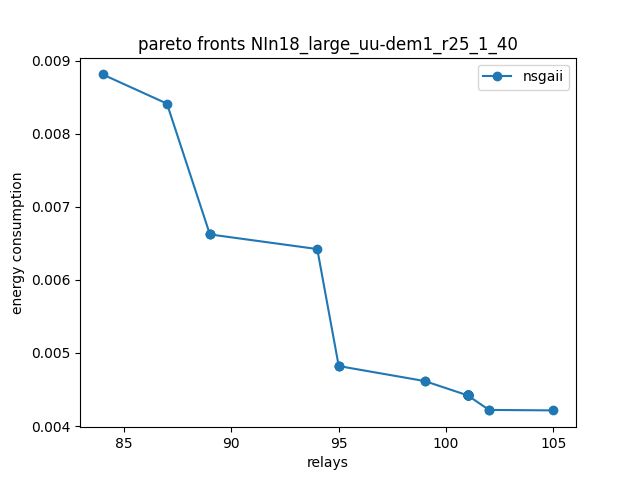 pareto fronts NIn18_large_uu-dem1_r25_1_40
nsgaii
0.009
0.008
0.007
0.006
0.005
0.004
energy consumption
85 90 95 100 105
relays